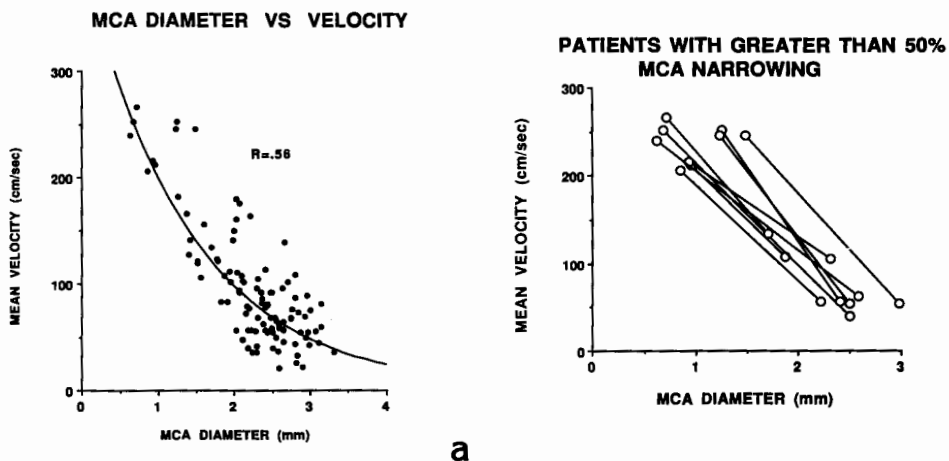 MCA DIAMETER VS VELOCITY
300
200
100
0
MEAN VELOCITY (cm/sec)
R=.56
0 1 2 3 4
MCA DIAMETER (mm)
PATIENTS WITH GREATER THAN 50%
MCA NARROWING
300
200
100
0
MEAN VELOCITY (cm/sec)
0 1 2 3
MCA DIAMETER (mm)
a